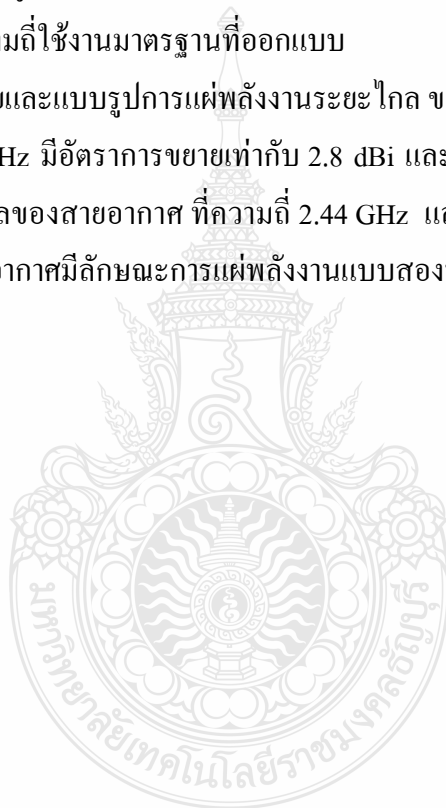 มถี่ใช้งานมาตรฐานที่ออกแบบ
และแบบรูปการแผ่พลังงานระยะไกล ข
Hz มีอัตราการขยายเท่ากับ 2.8 dBi และ
ลของสายอากาศ ที่ความถี่ 2.44 GHz แ
อากาศมีลักษณะการแผ่พลังงานแบบสอง
มหาวิทยาลัยเทคโนโลยีราชมงคลธัญบุรี